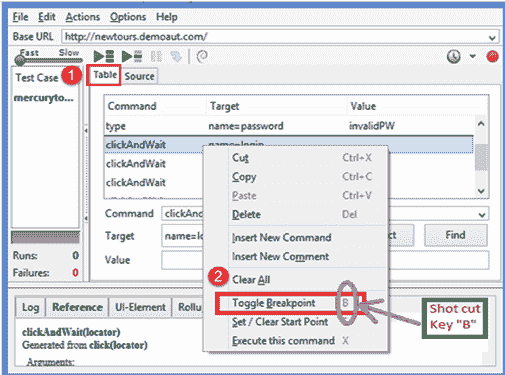 File Edit Actions Options Help
Base URL http://newtours.demoaut.com/
Fast Slow
1
Test Case
Table Source
mercuryto...
Command Target Value
type name=password invalidPW
clickAndWait name=login
clickAndWait
clickAndWait
Cut Ctrl+X
Copy Ctrl+C
Paste Ctrl+V
Delete Del
Insert New Command
Insert New Comment
2
Clear All
Toggle Breakpoint B
Set / Clear Start Point
Execute this command X
Command clickAnd
Target name=lo
Find
Value
Runs: 0
Failures: 0
Log Reference UI-Element Rollu
clickAndWait(locator)
Generated from click(locator)
Arguments:
Shot cut
Key "B"